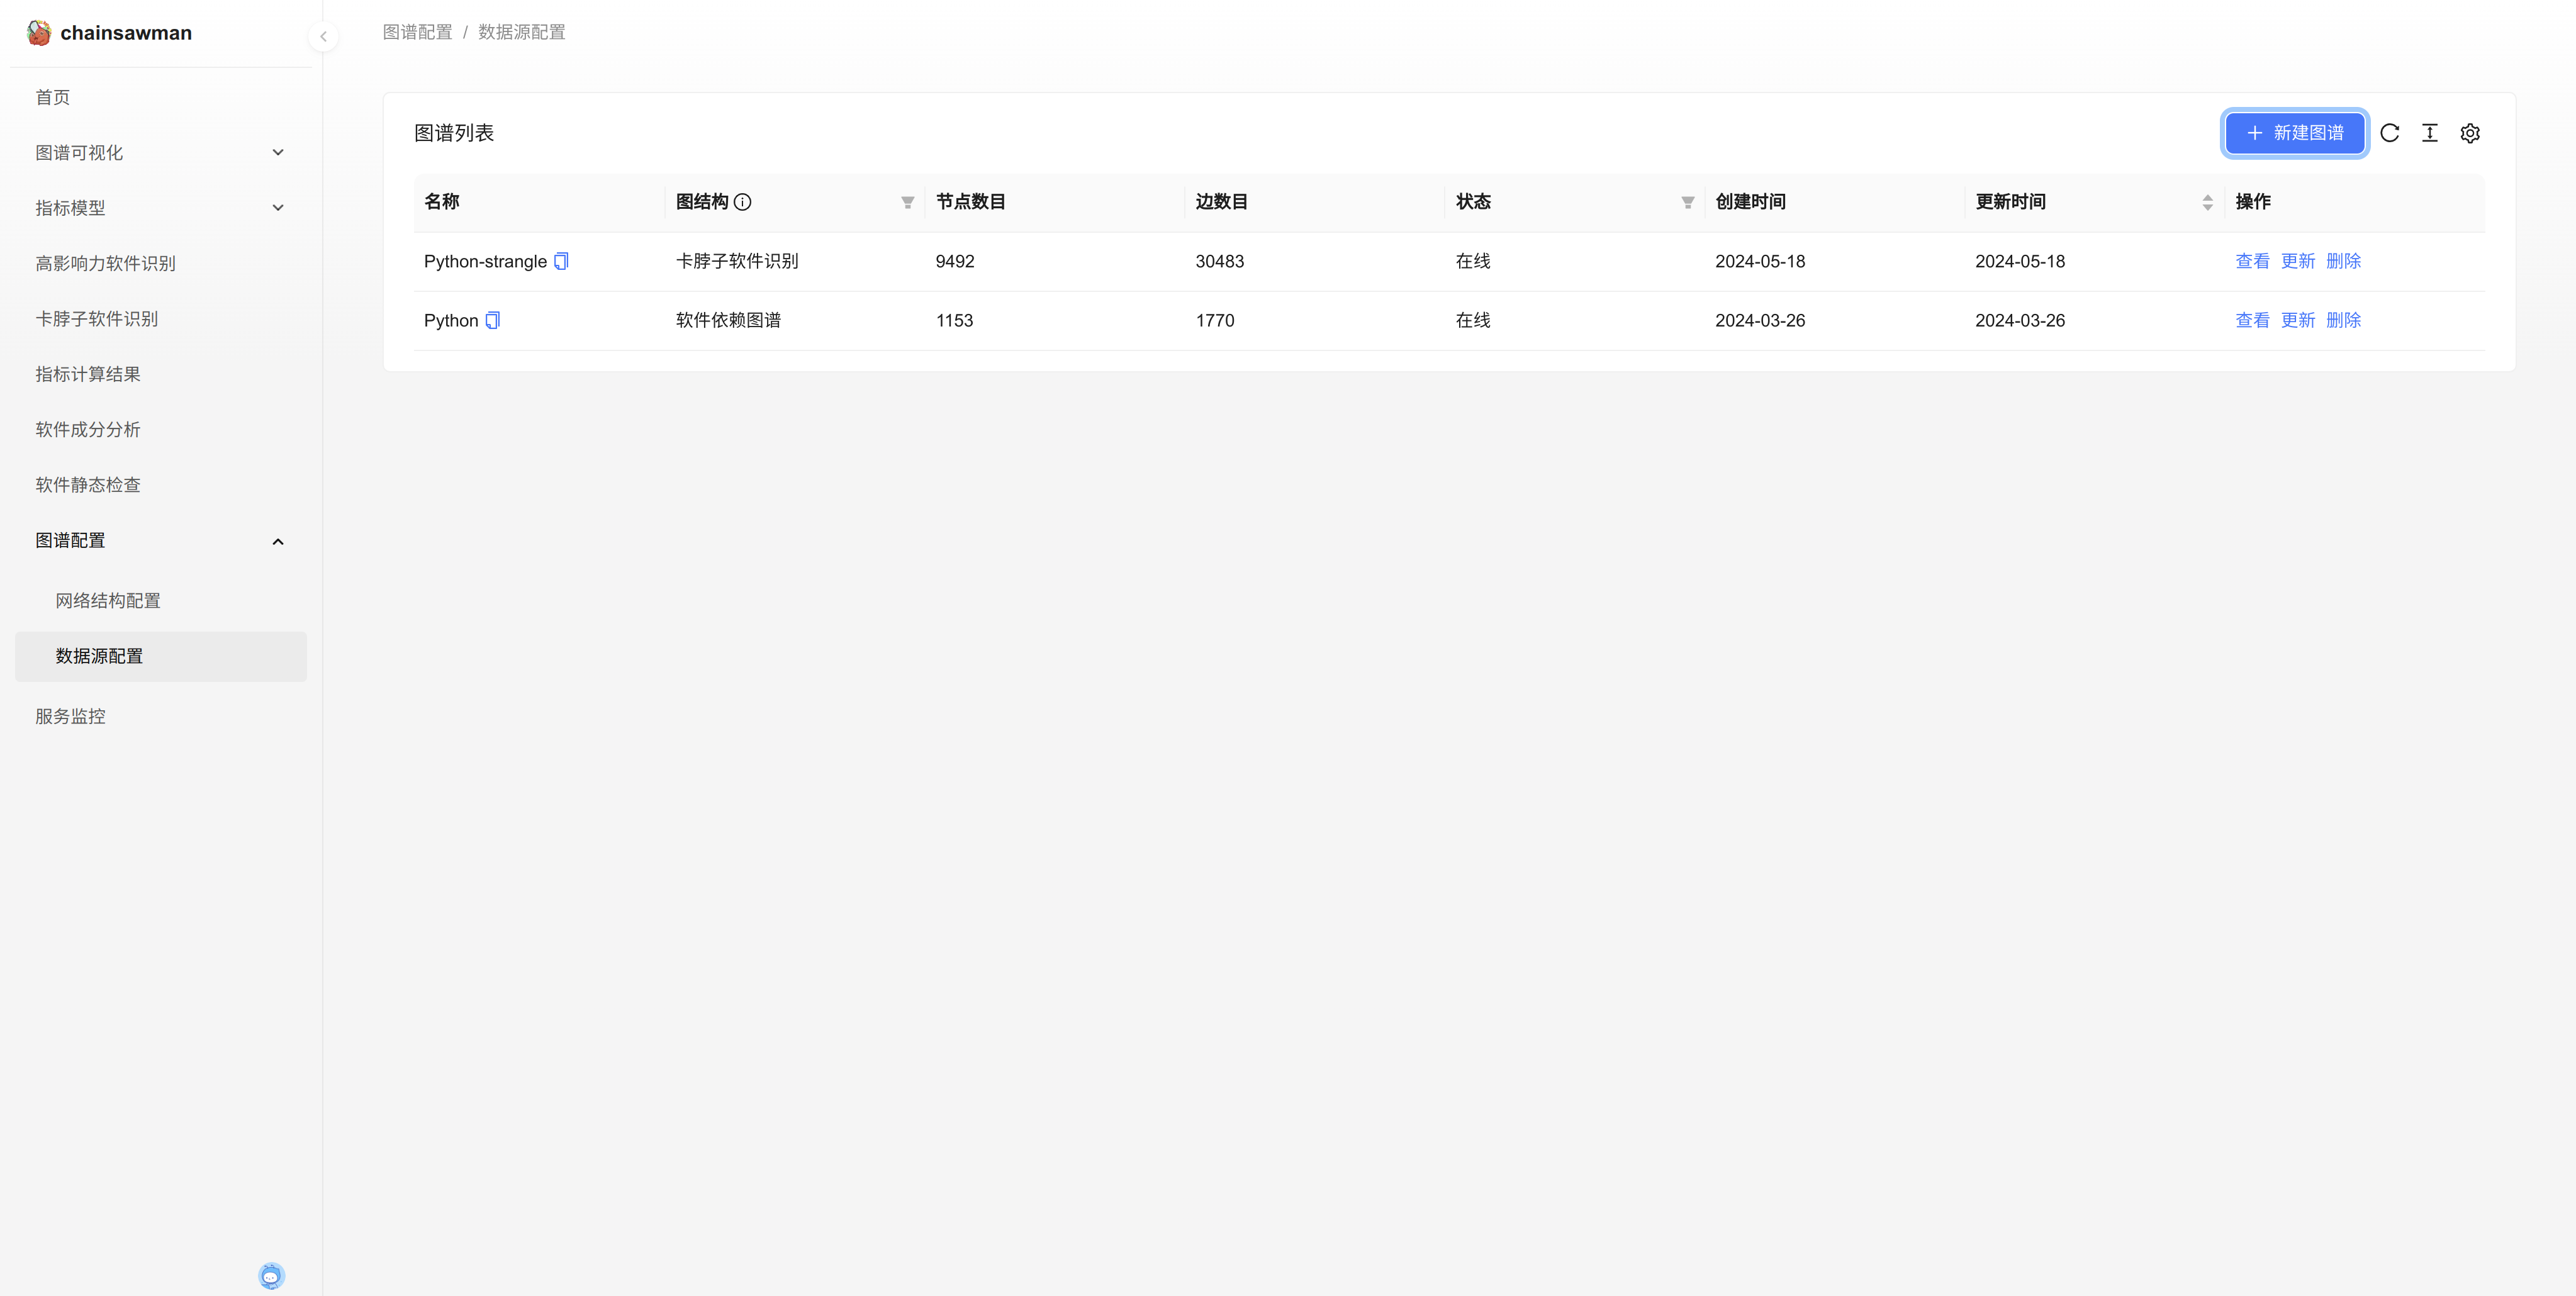 chainsawman
图谱配置 / 数据源配置
首页
图谱可视化
指标模型
高影响力软件识别
卡脖子软件识别
指标计算结果
软件成分分析
软件静态检查
图谱配置
网络结构配置
数据源配置
服务监控
图谱列表
新建图谱
名称 图结构 节点数目 边数目 状态 创建时间 更新时间 操作
Python-strangle 卡脖子软件识别 9492 30483 在线 2024-05-18 2024-05-18 查看 更新 删除
Python 软件依赖图谱 1153 1770 在线 2024-03-26 2024-03-26 查看 更新 删除